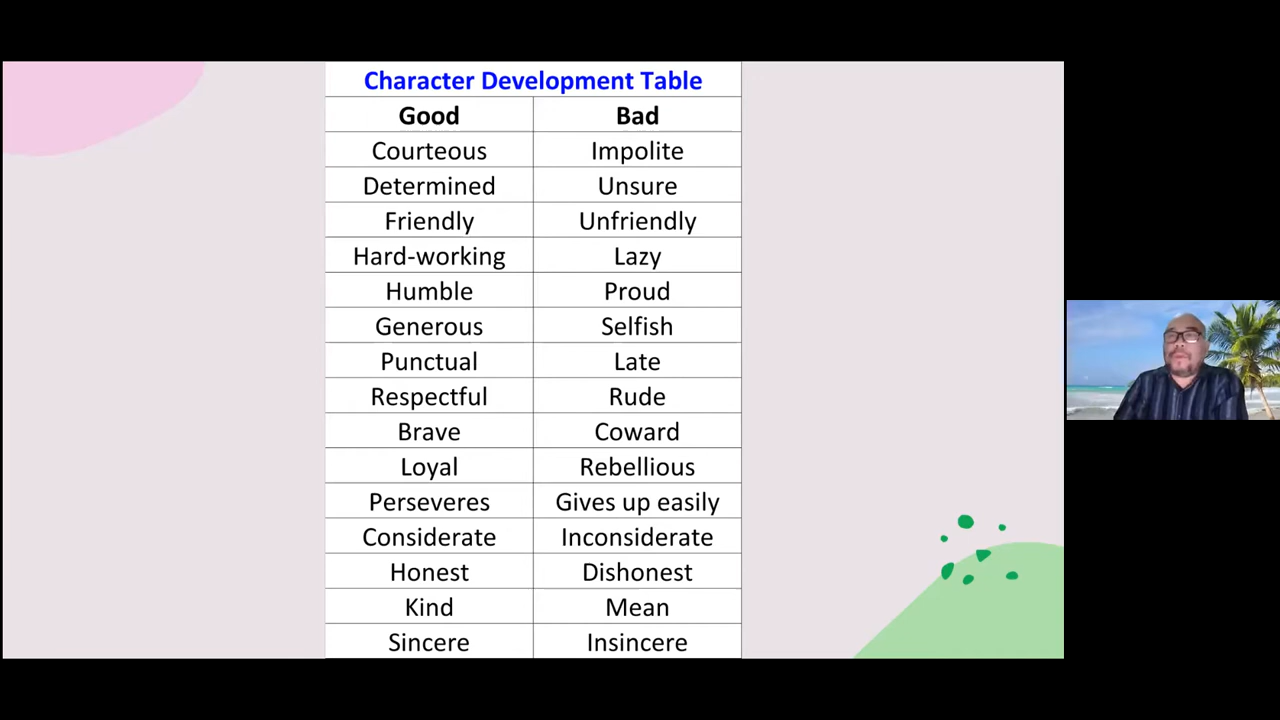 Character Development Table
Good Bad
Courteous Impolite
Determined Unsure
Friendly Unfriendly
Hard-working Lazy
Humble Proud
Generous Selfish
Punctual Late
Respectful Rude
Brave Coward
Loyal Rebellious
Perseveres Gives up easily
Considerate Inconsiderate
Honest Dishonest
Kind Mean
Sincere Insincere